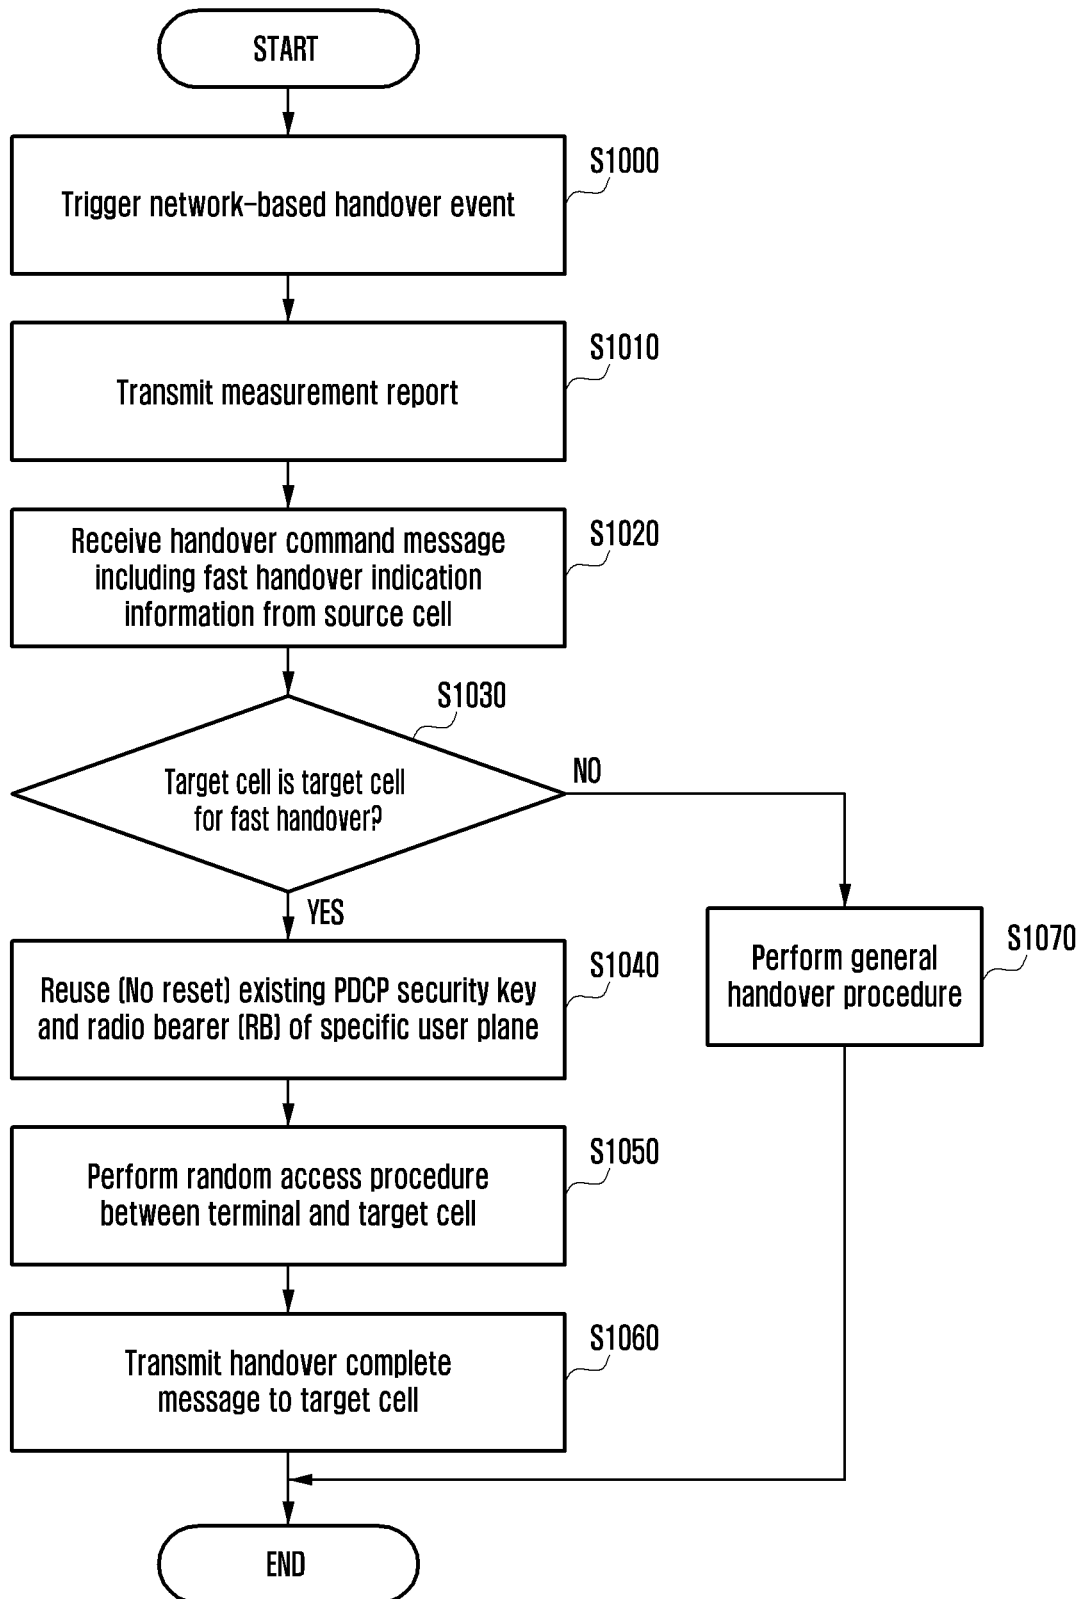 START
S1000
Trigger network-based handover event
S1010
Transmit measurement report
S1020
Receive handover command message
including fast handover indication
information from source cell
S1030
Target cell is target cell
for fast handover?
NO
YES
S1040
Reuse (No reset) existing PDCP security key
and radio bearer (RB) of specific user plane
S1070
Perform general
handover procedure
S1050
Perform random access procedure
between terminal and target cell
S1060
Transmit handover complete
message to target cell
END